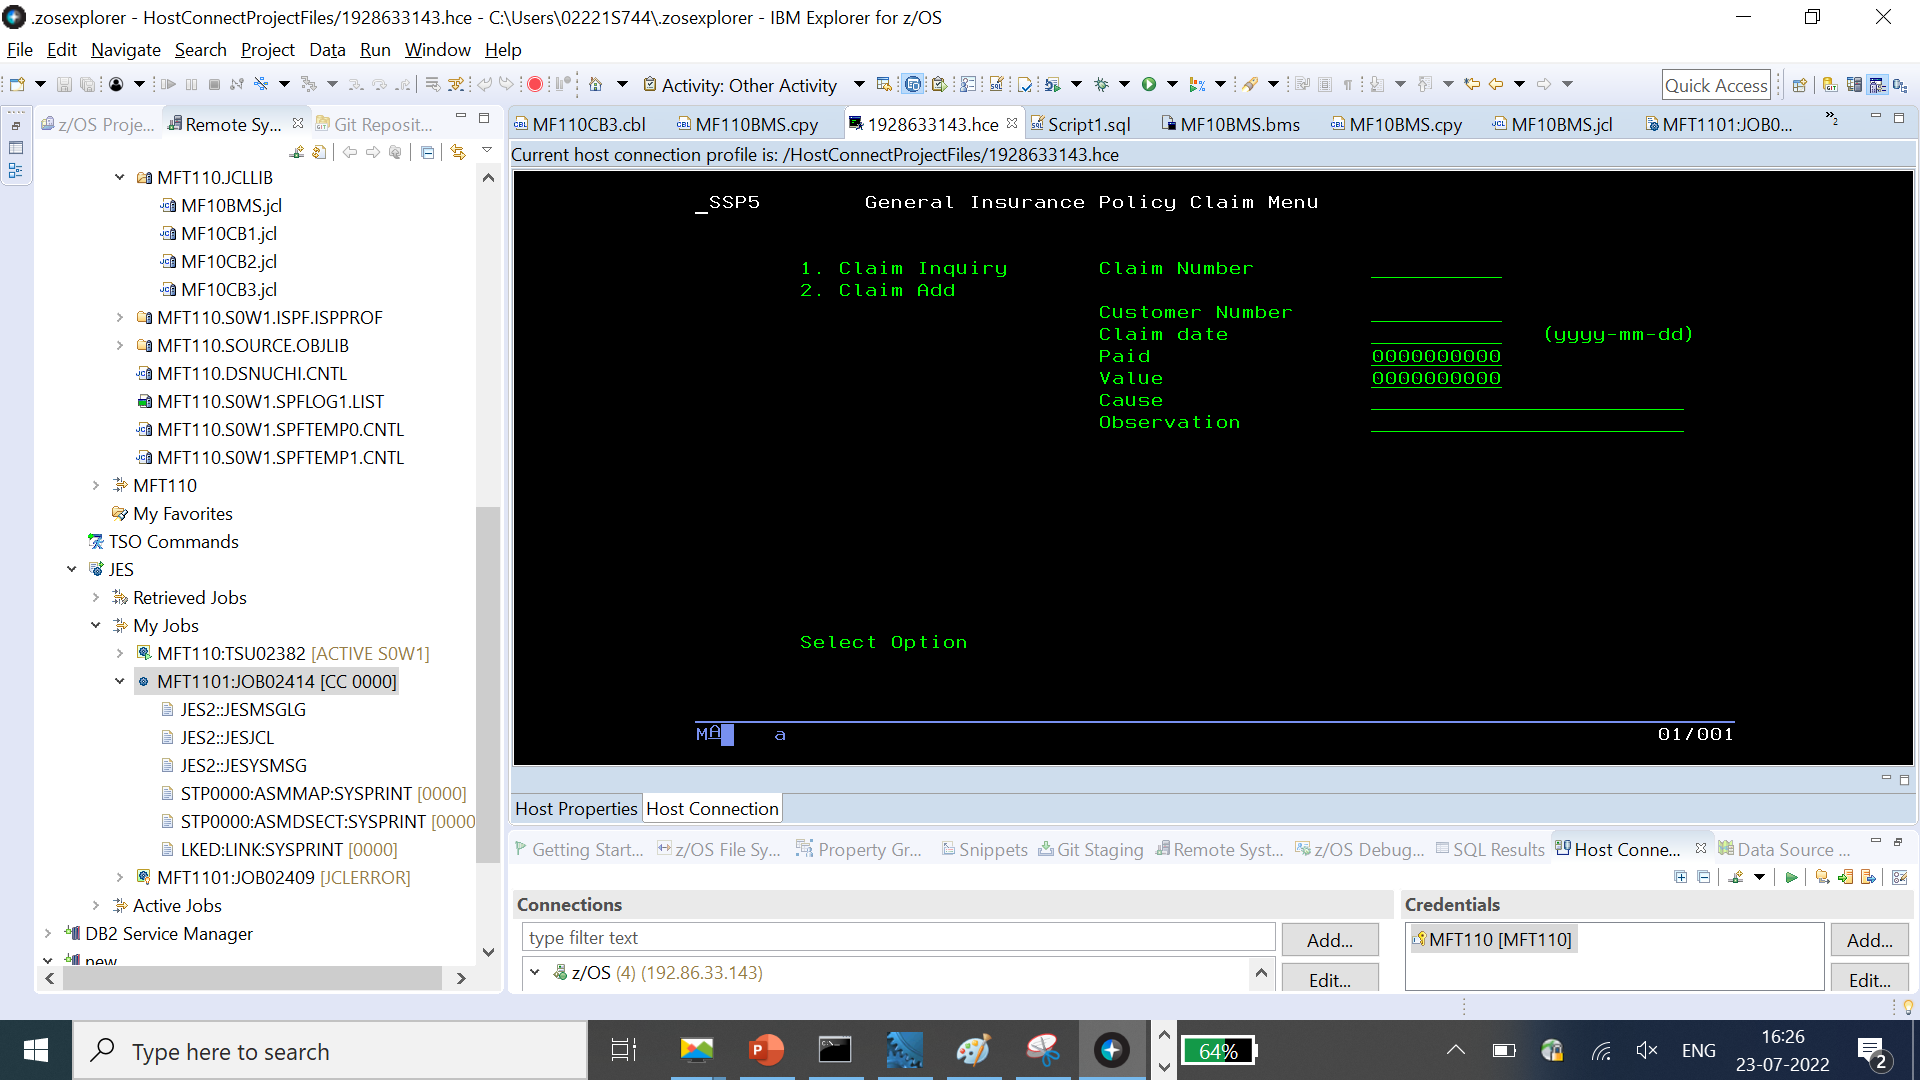 .zosexplorer - HostConnectProjectFiles/1928633143.hce - C:\Users\02221S744\.zosexplorer - IBM Explorer for z/OS
File Edit Navigate Search Project Data Run Window Help
Activity: Other Activity
Quick Access
z/OS Proje...
Remote Sy...
Git Reposit...
MFT110.JCLLIB
MF10BMS.jcl
MF10CB1.jcl
MF10CB2.jcl
MF10CB3.jcl
MFT110.S0W1.ISPF.ISPPROF
MFT110.SOURCE.OBJLIB
MFT110.DSNUCHI.CNTL
MFT110.S0W1.SPFLOG1.LIST
MFT110.S0W1.SPFTEMP0.CNTL
MFT110.S0W1.SPFTEMP1.CNTL
MFT110
My Favorites
TSO Commands
JES
Retrieved Jobs
My Jobs
MFT110:TSU02382 [ACTIVE S0W1]
MFT1101:JOB02414 [CC 0000]
JES2::JESMSGLG
JES2::JESJCL
JES2::JESYSMSG
STP0000:ASMMAP:SYSPRINT [0000]
STP0000:ASMDSECT:SYSPRINT [0000
LKED:LINK:SYSPRINT [0000]
MFT1101:JOB02409 [JCLERROR]
Active Jobs
DB2 Service Manager
new
MF110CB3.cbl
MF110BMS.cpy
1928633143.hce
Script1.sql
MF10BMS.bms
MF10BMS.cpy
MF10BMS.jcl
MFT1101:JOB0...
»2
Current host connection profile is: /HostConnectProjectFiles/1928633143.hce
_SSP5 General Insurance Policy Claim Menu
1. Claim Inquiry Claim Number
2. Claim Add
Customer Number
Claim date (yyyy-mm-dd)
Paid 0000000000
Value 0000000000
Cause
Observation
Select Option
MA a 01/001
Host Properties Host Connection
Getting Start...
z/OS File Sy...
Property Gr...
Snippets
Git Staging
Remote Syst...
z/OS Debug...
SQL Results
Host Conne...
Data Source ...
Connections
type filter text
Add...
z/OS (4) (192.86.33.143)
Edit...
Credentials
MFT110 [MFT110]
Add...
Edit...
Type here to search
64%
ENG
16:26
23-07-2022
2